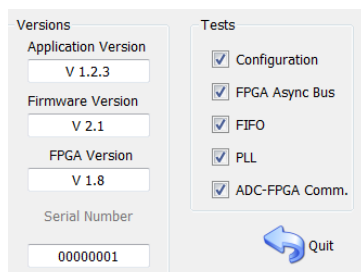 Versions
Application Version
V 1.2.3
Firmware Version
V 2.1
FPGA Version
V 1.8
Serial Number
00000001
Tests
Configuration
FPGA Async Bus
FIFO
PLL
ADC-FPGA Comm.
Quit